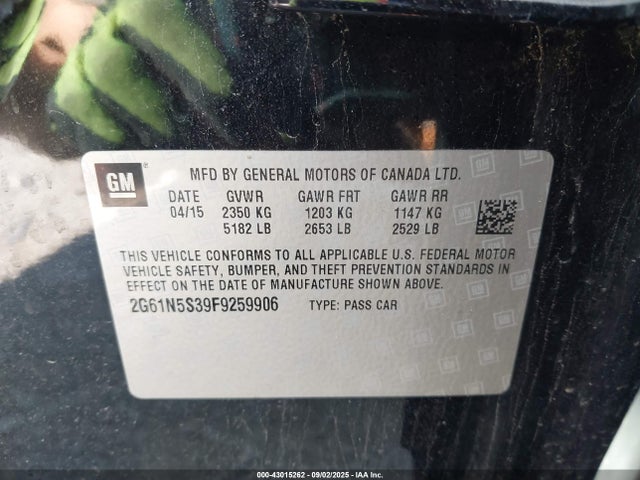 GM ®
MFD BY GENERAL MOTORS OF CANADA LTD.
DATE GVWR GAWR FRT GAWR RR
04/15 2350 KG 1203 KG 1147 KG
5182 LB 2653 LB 2529 LB
THIS VEHICLE CONFORMS TO ALL APPLICABLE U.S. FEDERAL MOTOR
VEHICLE SAFETY, BUMPER, AND THEFT PREVENTION STANDARDS IN
EFFECT ON THE DATE OF MANUFACTURE SHOWN ABOVE.
2G61N5S39F9259906 TYPE: PASS CAR
000-43015262 - 09/02/2025 - IAA Inc.